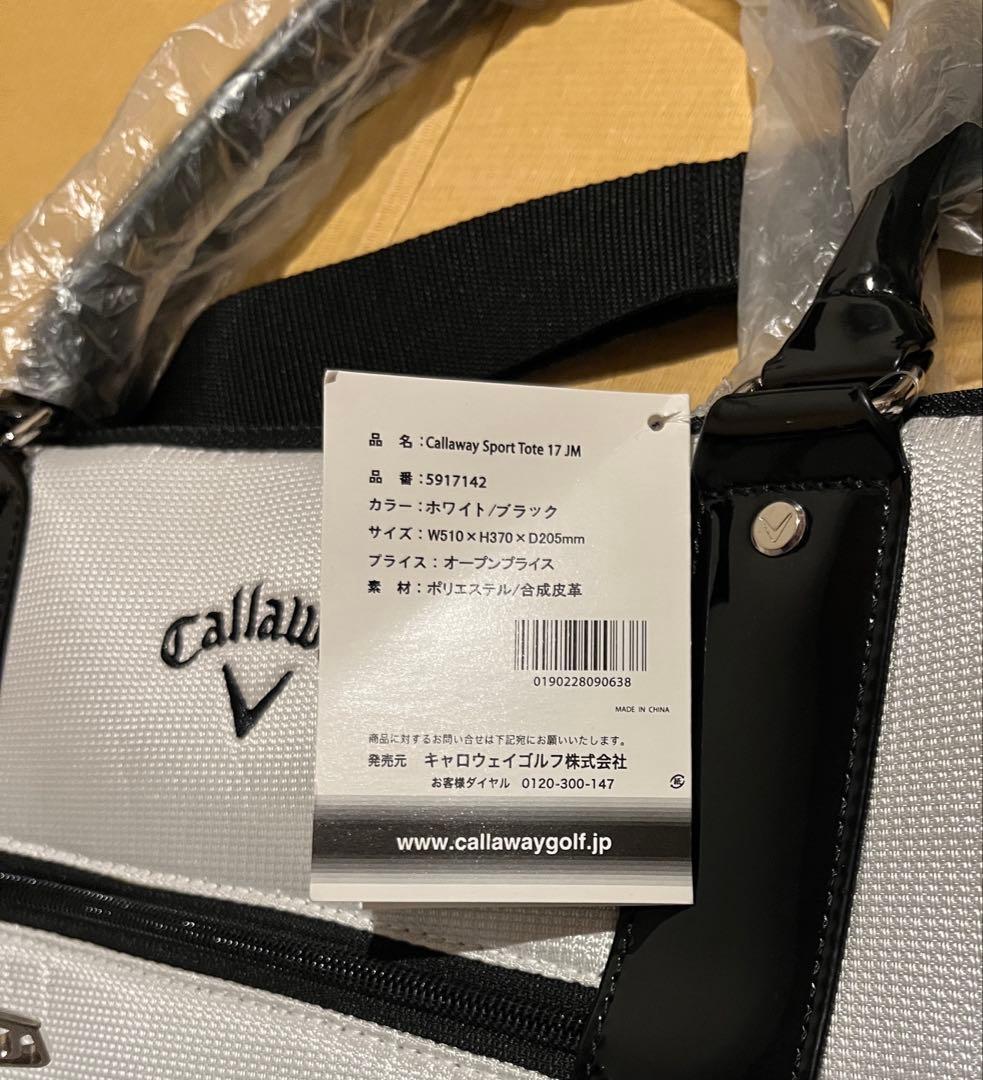 品 名：Callaway Sport Tote 17 JM
品 番：5917142
カラー：ホワイト/ブラック
サイズ：W510×H370×D205mm
プライス：オープンプライス
素 材：ポリエステル/合成皮革
0190228090638
MADE IN CHINA
商品に対するお問い合せは下記宛にお願いいたします。
発売元 キャロウェイゴルフ株式会社
お客様ダイヤル 0120-300-147
紙
www.callawaygolf.jp
Callaw